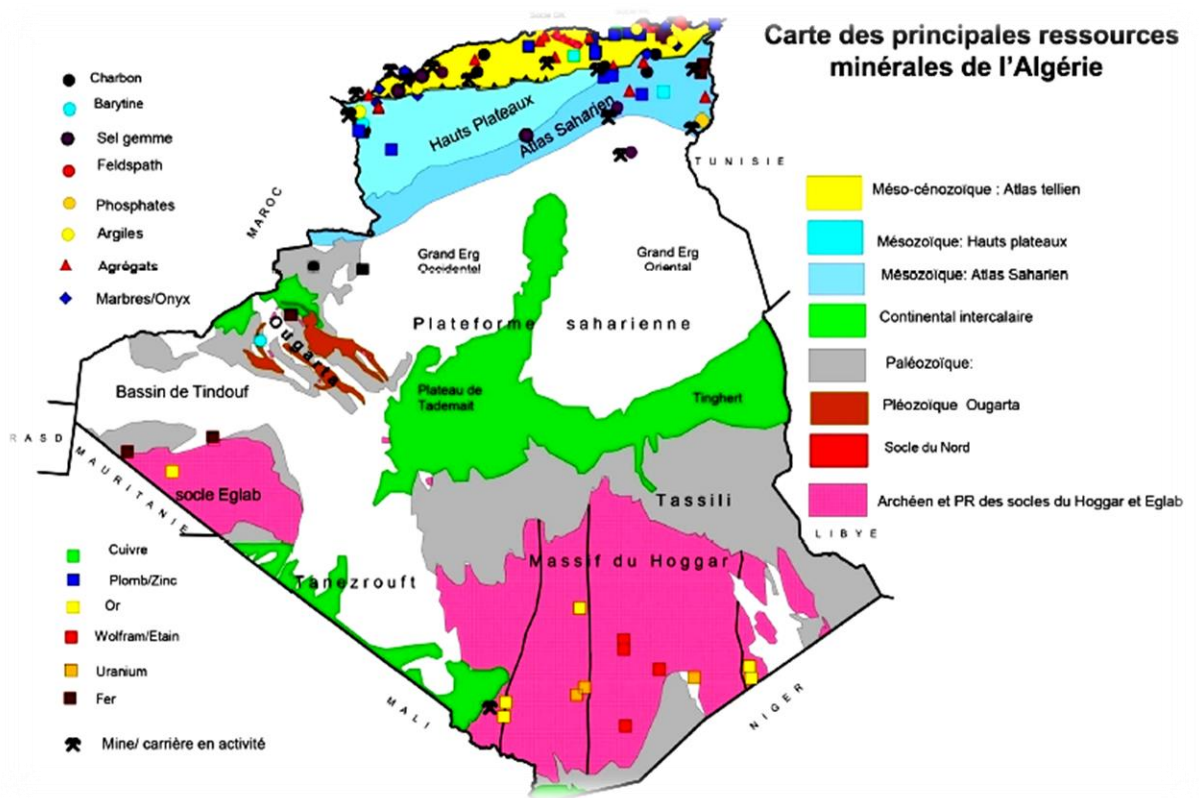 Carte des principales ressources
minérales de l'Algérie
Charbon
Barytine
Sel gemme
Feldspath
Phosphates
Argiles
Agrégats
Marbres/Onyx
Hauts Plateaux
Atlas Saharien
TUNISIE
MAROC
Grand Erg
Occidental
Grand Erg
Oriental
Plateforme saharienne
Ougarta
Bassin de Tindouf
Plateau de
Tademait
Tinghert
RASD
MAURITANIE
socle Eglab
Tassili
LIBYE
Massif du Hoggar
Tanezrouft
MALI
NIGER
Méso-cénozoïque : Atlas tellien
Mésozoïque: Hauts plateaux
Mésozoïque: Atlas Saharien
Continental intercalaire
Paléozoïque:
Pléozoïque Ougarta
Socle du Nord
Archéen et PR des socles du Hoggar et Eglab
Cuivre
Plomb/Zinc
Or
Wolfram/Etain
Uranium
Fer
Mine/ carrière en activité